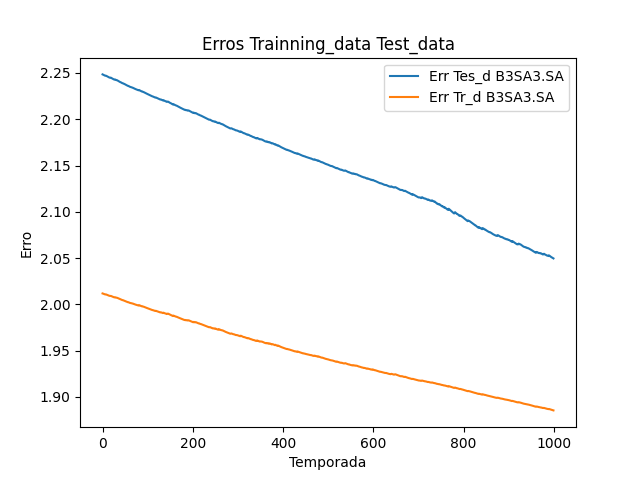 Erros Trainning_data Test_data
Err Tes_d B3SA3.SA
Err Tr_d B3SA3.SA
2.25
2.20
2.15
2.10
2.05
2.00
1.95
1.90
Erro
0 200 400 600 800 1000
Temporada